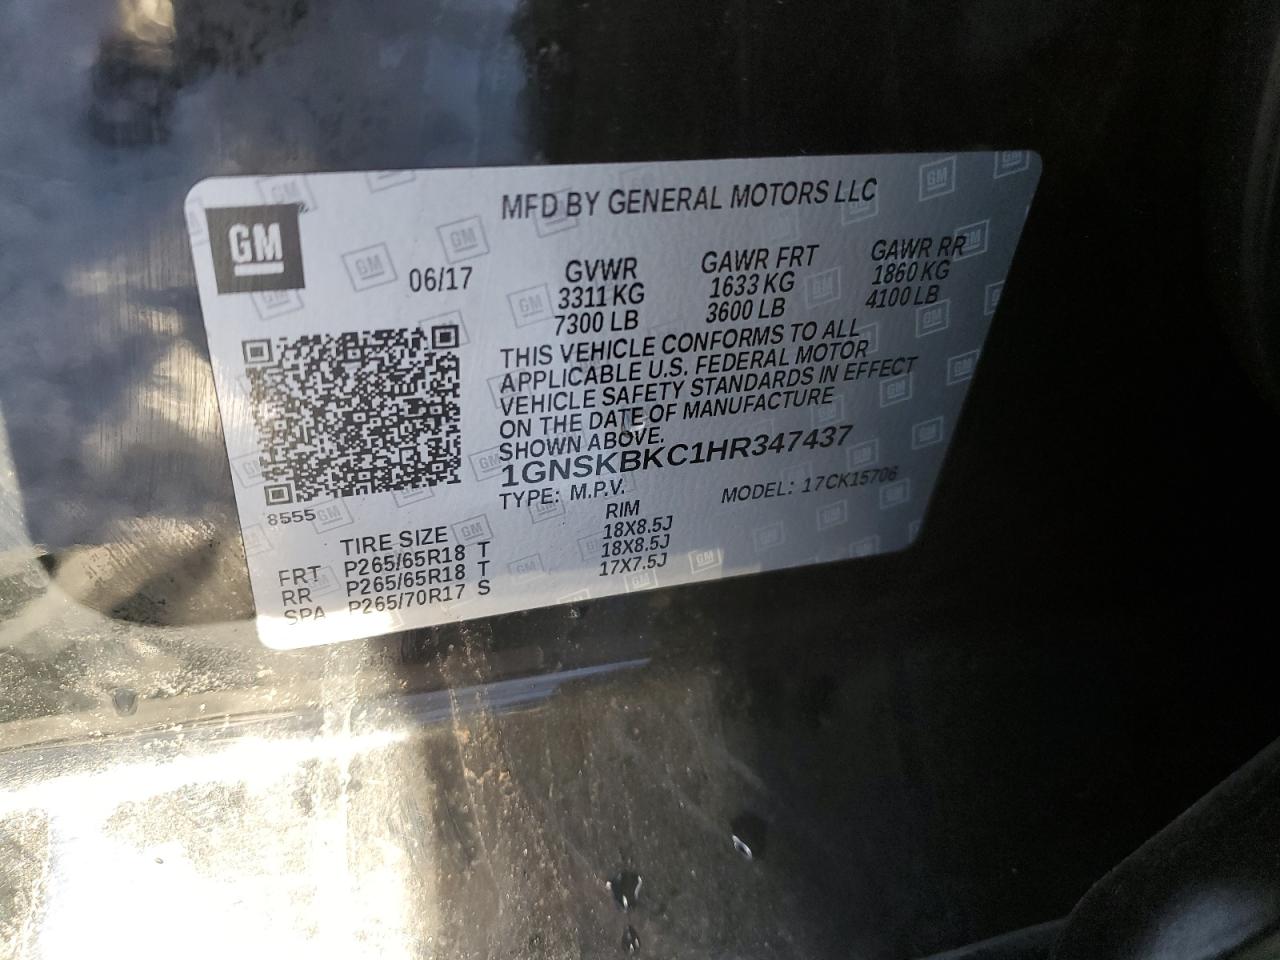 MFD BY GENERAL MOTORS LLC
GM
06/17
GVWR GAWR FRT GAWR RR
3311 KG 1633 KG 1860 KG
7300 LB 3600 LB 4100 LB
THIS VEHICLE CONFORMS TO ALL
APPLICABLE U.S. FEDERAL MOTOR
VEHICLE SAFETY STANDARDS IN EFFECT
ON THE DATE OF MANUFACTURE
SHOWN ABOVE.
1GNSKBKC1HR347437
TYPE: M.P.V. MODEL: 17CK15706
8555
TIRE SIZE RIM
FRT P265/65R18 T 18X8.5J
RR P265/65R18 T 18X8.5J
SPA P265/70R17 S 17X7.5J